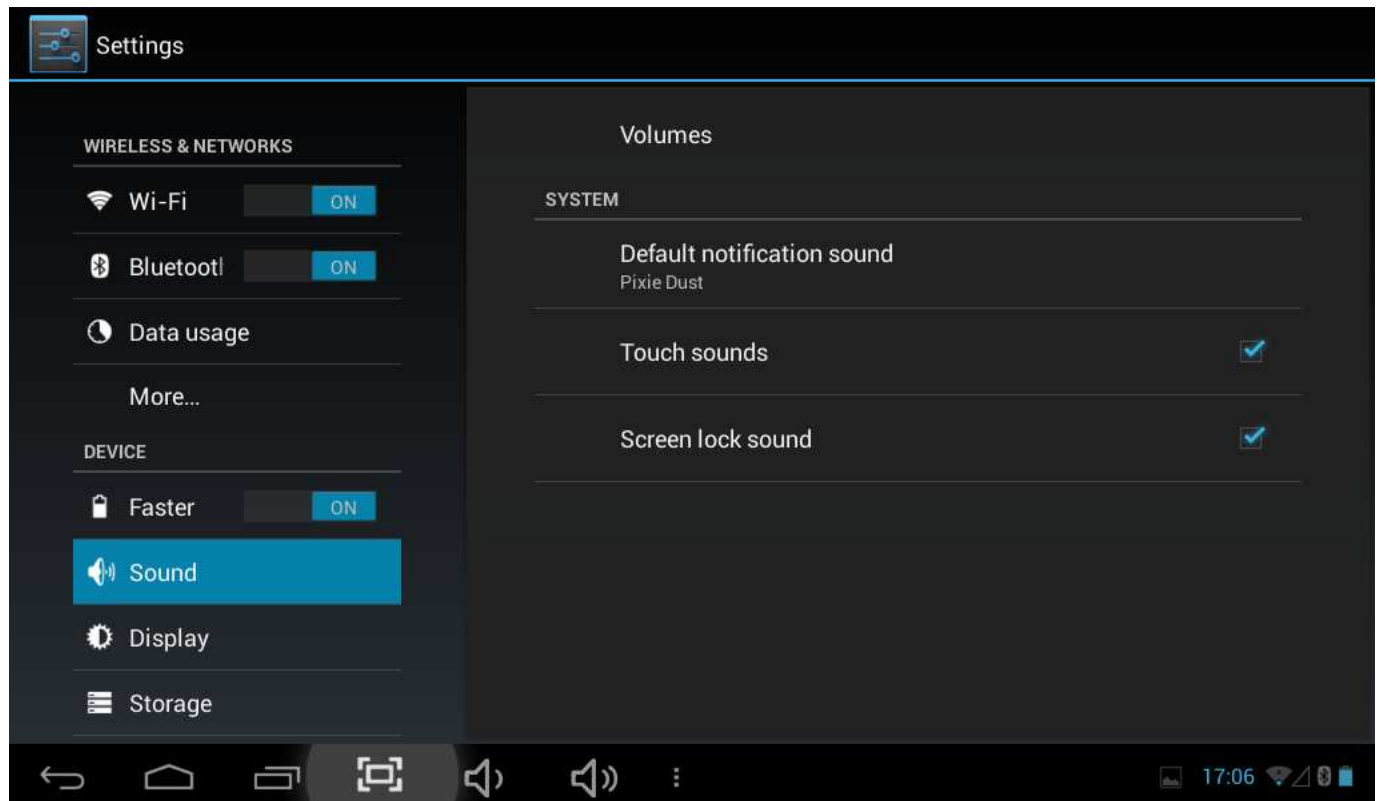 Settings
WIRELESS & NETWORKS
Wi-Fi ON
Bluetooth ON
Data usage
More...
DEVICE
Faster ON
Sound
Display
Storage
Volumes
SYSTEM
Default notification sound
Pixie Dust
Touch sounds
Screen lock sound
17:06